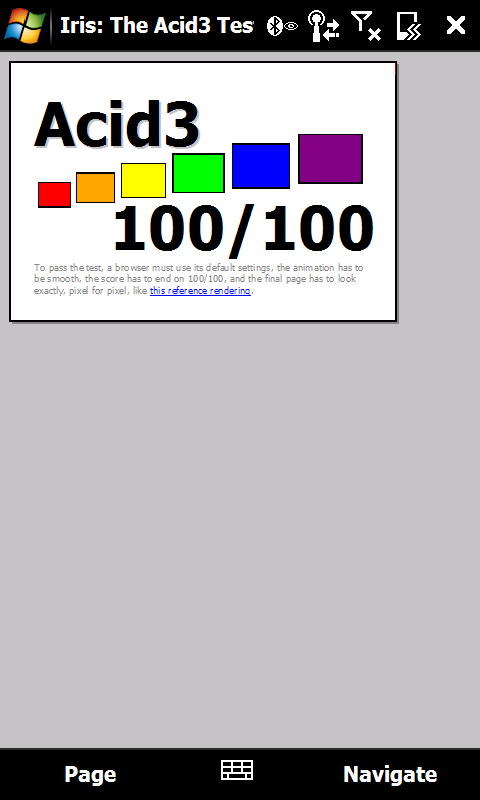 Iris: The Acid3 Tes
Acid3
100/100
To pass the test, a browser must use its default settings, the animation has to
be smooth, the score has to end on 100/100, and the final page has to look
exactly, pixel for pixel, like this reference rendering.
Page
Navigate